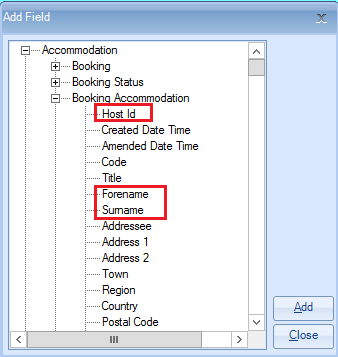 Add Field
Accommodation
Booking
Booking Status
Booking Accommodation
Host Id
Created Date Time
Amended Date Time
Code
Title
Forename
Surname
Addressee
Address 1
Address 2
Town
Region
Country
Postal Code
Add
Close